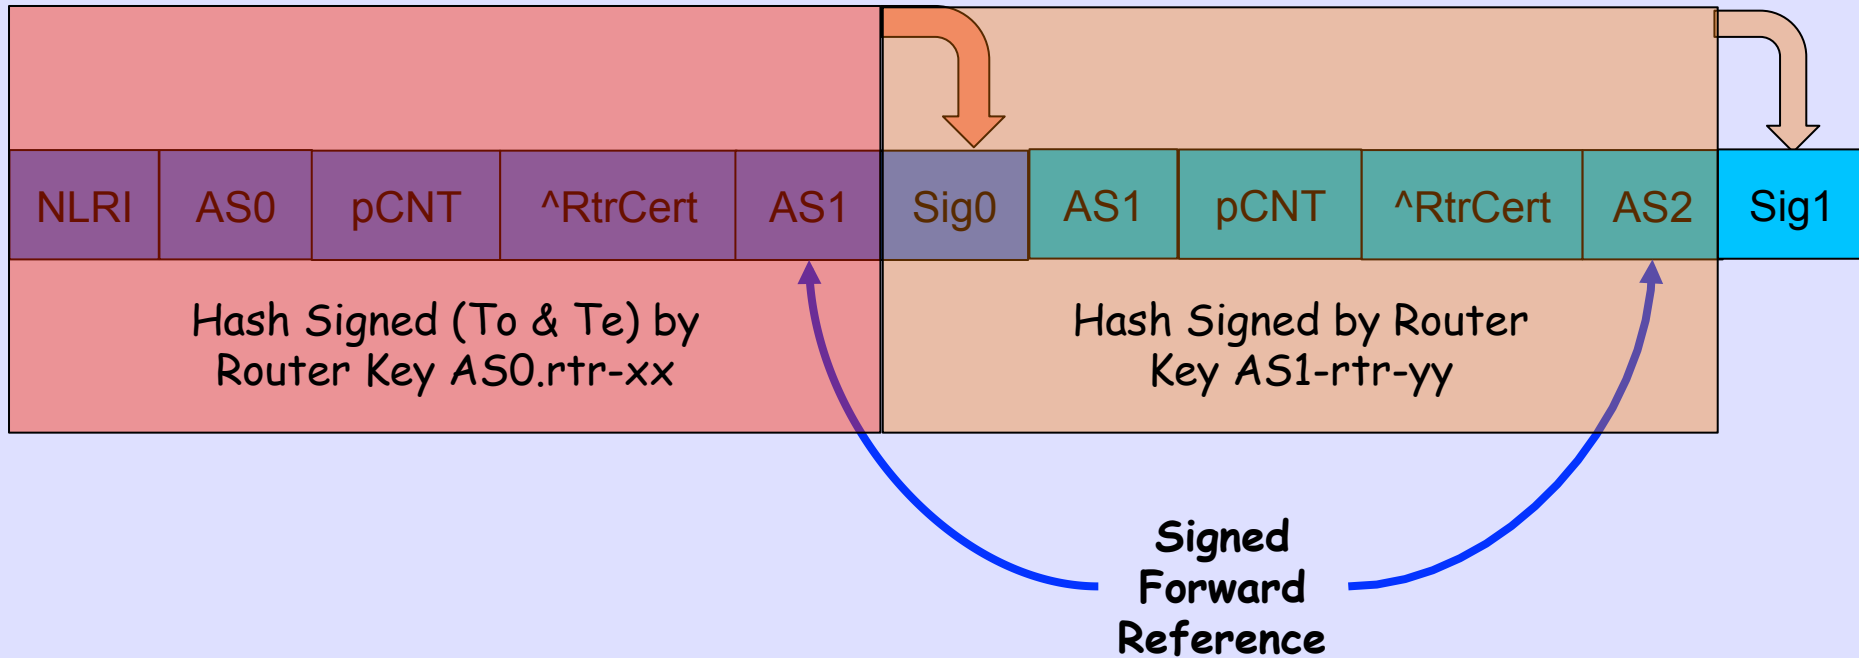 NLRI AS0 pCNT ^RtrCert AS1 Sig0 AS1 pCNT ^RtrCert AS2 Sig1
Hash Signed (To & Te) by
Router Key AS0.rtr-xx
Hash Signed by Router
Key AS1-rtr-yy
Signed
Forward
Reference